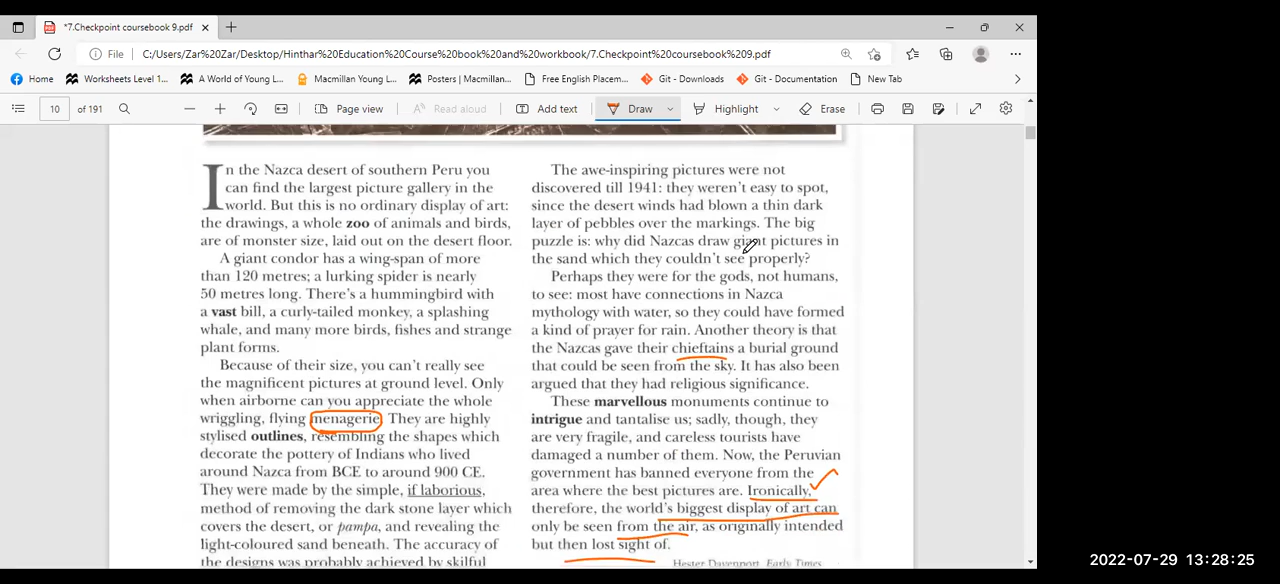 *7.Checkpoint coursebook 9.pdf
File C:/Users/Zar%20Zar/Desktop/Hinthar%20Education%20Course%20book%20and%20workbook/7.Checkpoint%20coursebook%209.pdf
Home Worksheets Level 1... A World of Young L... Macmillan Young L... Posters | Macmillan... Free English Placem... Git - Downloads Git - Documentation New Tab
10 of 191 Page view Read aloud Add text Draw Highlight Erase
In the Nazca desert of southern Peru you
can find the largest picture gallery in the
world. But this is no ordinary display of art:
the drawings, a whole zoo of animals and birds,
are of monster size, laid out on the desert floor.
A giant condor has a wing-span of more
than 120 metres; a lurking spider is nearly
50 metres long. There's a hummingbird with
a vast bill, a curly-tailed monkey, a splashing
whale, and many more birds, fishes and strange
plant forms.
Because of their size, you can't really see
the magnificent pictures at ground level. Only
when airborne can you appreciate the whole
wriggling, flying menagerie. They are highly
stylised outlines, resembling the shapes which
decorate the pottery of Indians who lived
around Nazca from BCE to around 900 CE.
They were made by the simple, if laborious,
method of removing the dark stone layer which
covers the desert, or pampa, and revealing the
light-coloured sand beneath. The accuracy of
the designs was probably achieved by skilful
The awe-inspiring pictures were not
discovered till 1941: they weren't easy to spot,
since the desert winds had blown a thin dark
layer of pebbles over the markings. The big
puzzle is: why did Nazcas draw giant pictures in
the sand which they couldn't see properly?
Perhaps they were for the gods, not humans,
to see: most have connections in Nazca
mythology with water, so they could have formed
a kind of prayer for rain. Another theory is that
the Nazcas gave their chieftains a burial ground
that could be seen from the sky. It has also been
argued that they had religious significance.
These marvellous monuments continue to
intrigue and tantalise us; sadly, though, they
are very fragile, and careless tourists have
damaged a number of them. Now, the Peruvian
government has banned everyone from the
area where the best pictures are. Ironically,
therefore, the world's biggest display of art can
only be seen from the air, as originally intended
but then lost sight of.
Hester Davenport, Early Times
2022-07-29 13:28:25